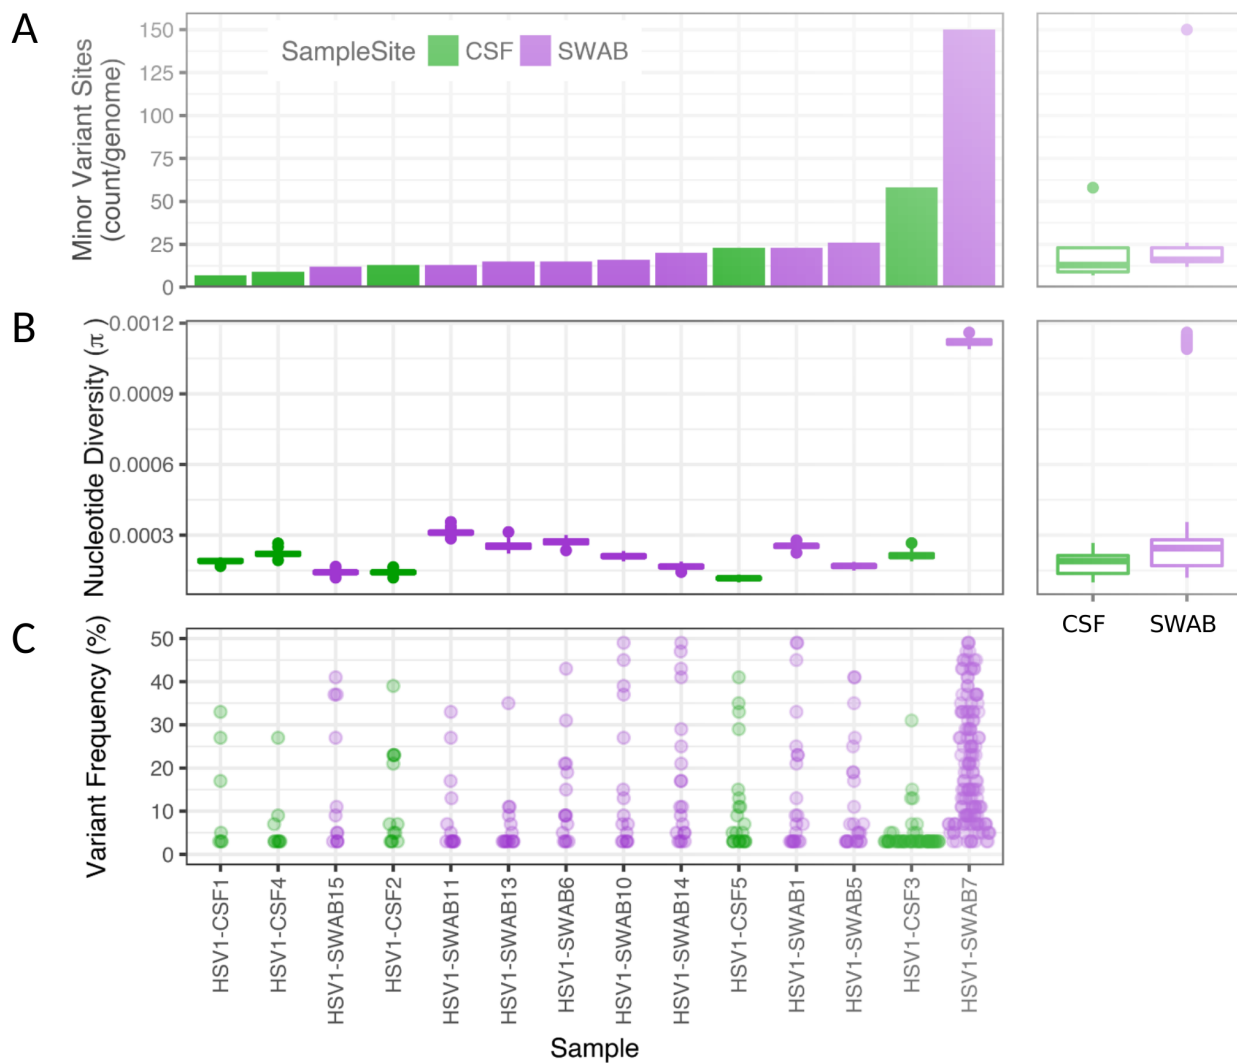 A
Minor Variant Sites
(count/genome)
150
125
100
75
50
25
0
SampleSite CSF SWAB
B
Nucleotide Diversity (π )
0.0012
0.0009
0.0006
0.0003
CSF SWAB
C
Variant Frequency (%)
50
40
30
20
10
0
HSV1-CSF1
HSV1-CSF4
HSV1-SWAB15
HSV1-CSF2
HSV1-SWAB11
HSV1-SWAB13
HSV1-SWAB6
HSV1-SWAB10
HSV1-SWAB14
HSV1-CSF5
HSV1-SWAB1
HSV1-SWAB5
HSV1-CSF3
HSV1-SWAB7
Sample